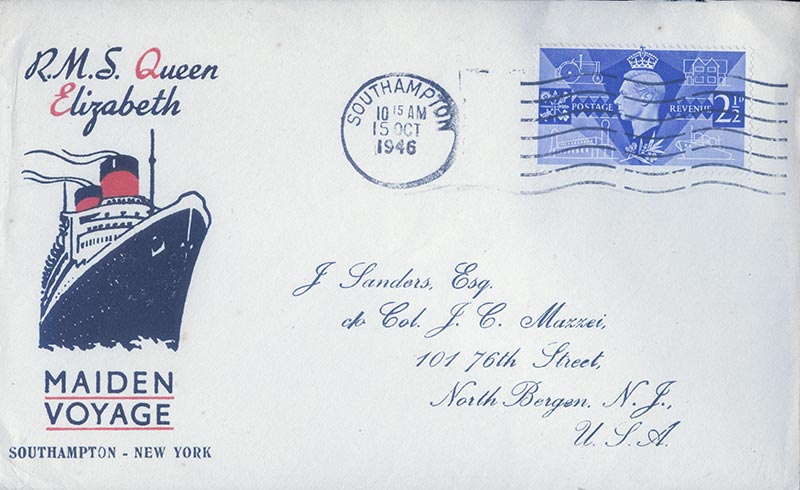 R.M.S. Queen
Elizabeth
MAIDEN
VOYAGE
SOUTHAMPTON - NEW YORK
SOUTHAMPTON
10 15 AM
15 OCT
1946
POSTAGE
REVENUE
2½D
J Sanders, Esq.
c/o Col. J. C. Mazzei,
101 76th Street,
North Bergen, N. J.,
U. S. A.